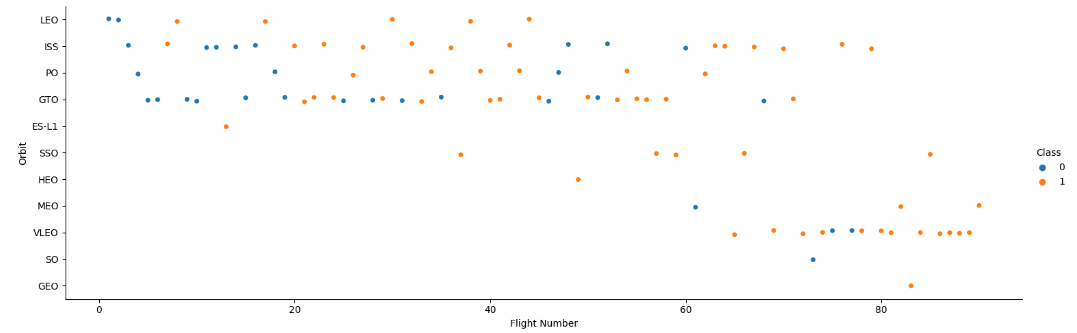 LEO
ISS
PO
GTO
ES-L1
SSO
HEO
MEO
VLEO
SO
GEO
Orbit
0 20 40 60 80
Flight Number
Class
0
1